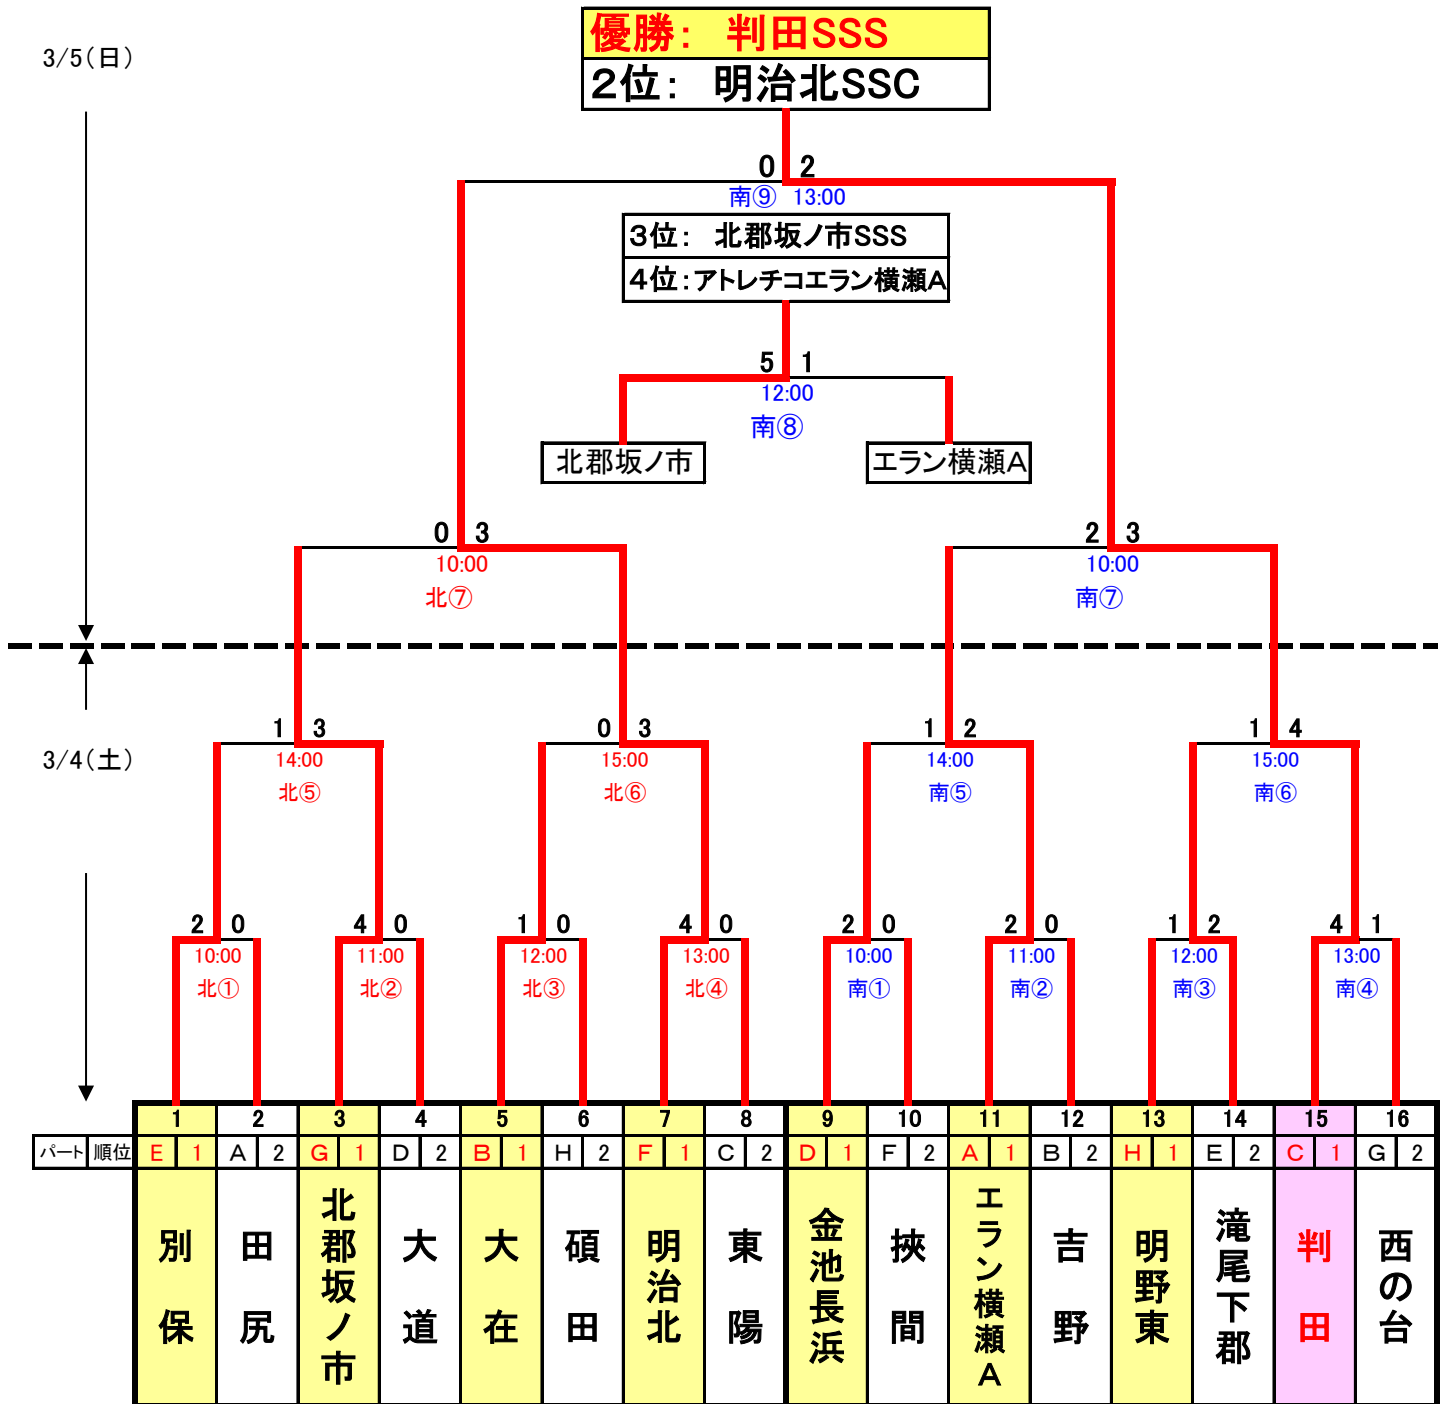 優勝： 判田SSS
3/5(日)
2位： 明治北SSC
0 2
南⑨ 13:00
3位： 北郡坂ノ市SSS
4位：アトレチコエラン横瀬A
5 1
12:00
南⑧
北郡坂ノ市 エラン横瀬A
0 3 2 3
10:00 10:00
北⑦ 南⑦
1 3 0 3 1 2 1 4
3/4(土)
14:00 15:00 14:00 15:00
北⑤ 北⑥ 南⑤ 南⑥
2 0 4 0 1 0 4 0 2 0 2 0 1 2 4 1
10:00 11:00 12:00 13:00 10:00 11:00 12:00 13:00
北① 北② 北③ 北④ 南① 南② 南③ 南④
1 2 3 4 5 6 7 8 9 10 11 12 13 14 15 16
パート 順位 E 1 A 2 G 1 D 2 B 1 H 2 F 1 C 2 D 1 F 2 A 1 B 2 H 1 E 2 C 1 G 2
別保
田尻
北郡坂ノ市
大道
大在
碩田
明治北
東陽
金池長浜
挾間
エラン横瀬A
吉野
明野東
滝尾下郡
判田
西の台